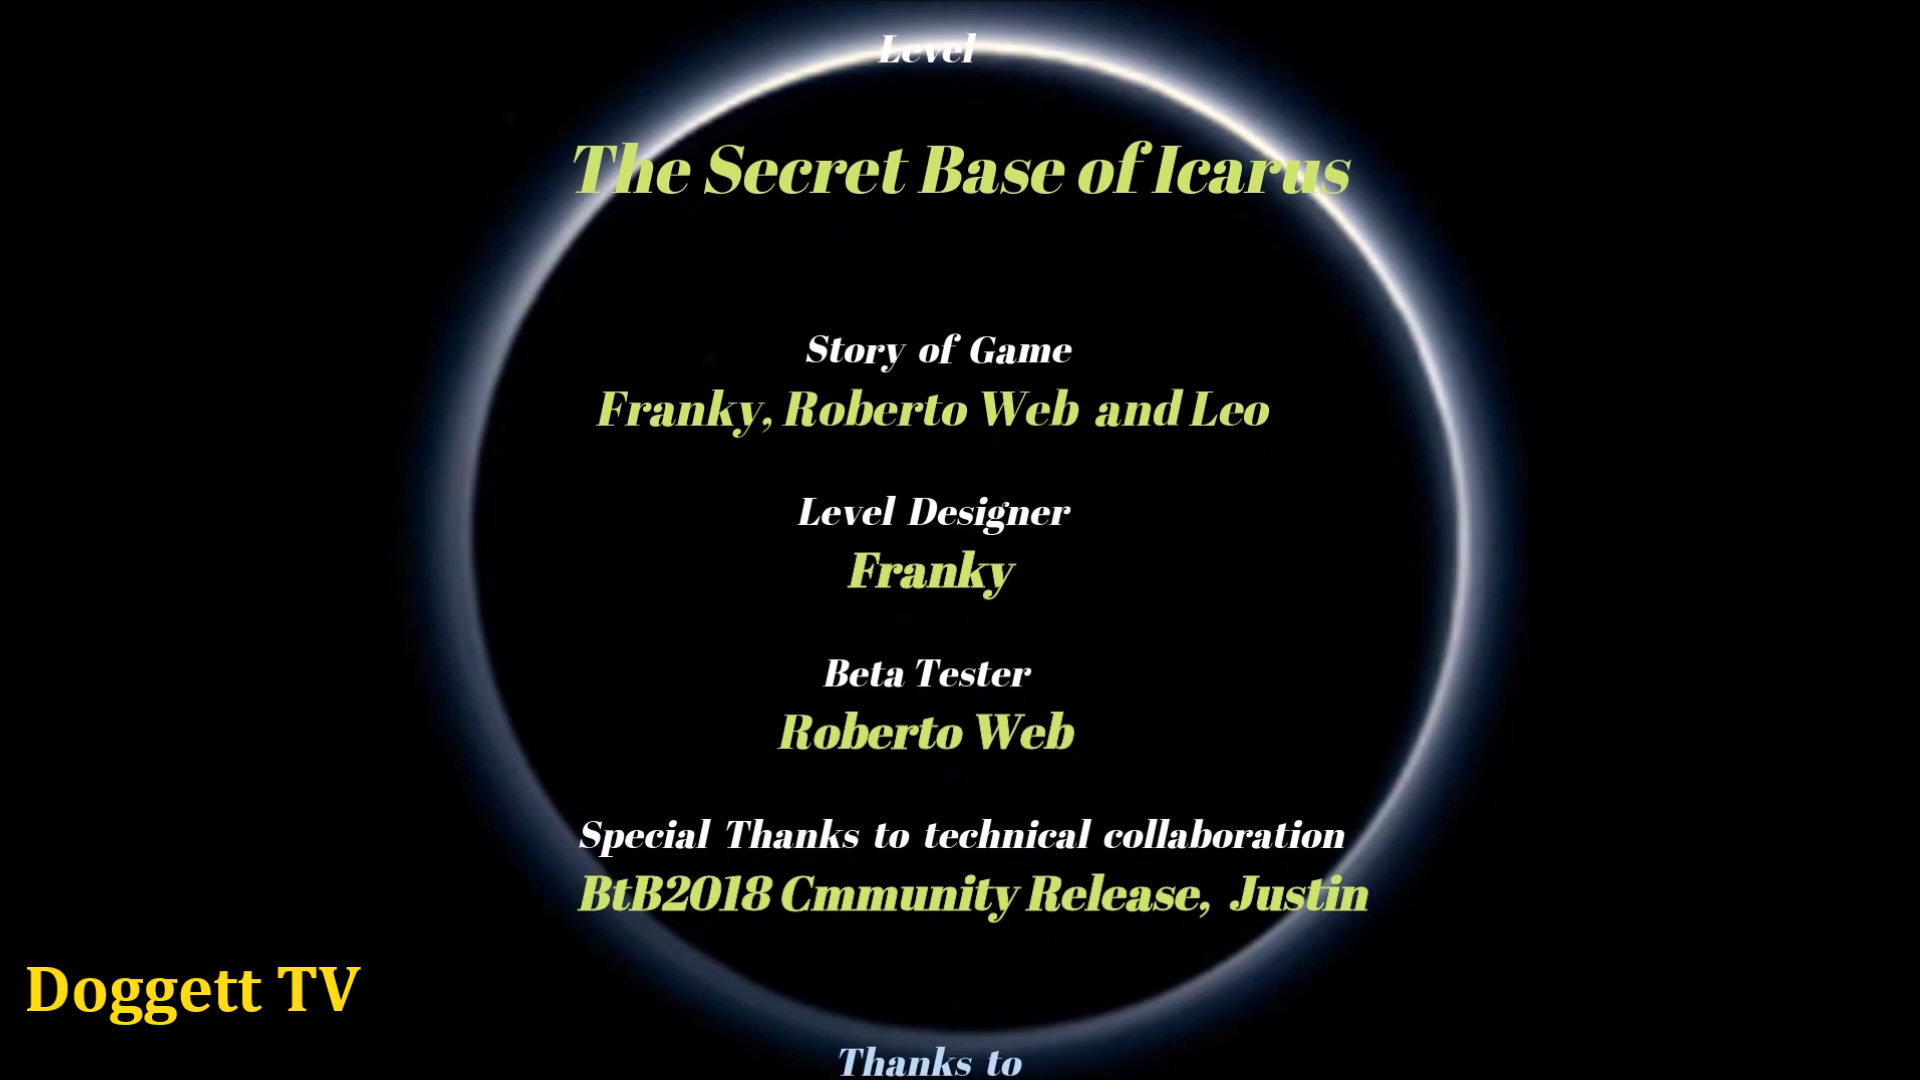 Level
The Secret Base of Icarus
Story of Game
Franky, Roberto Web and Leo
Level Designer
Franky
Beta Tester
Roberto Web
Special Thanks to technical collaboration
BtB2018 Cmmunity Release, Justin
Doggett TV
Thanks to